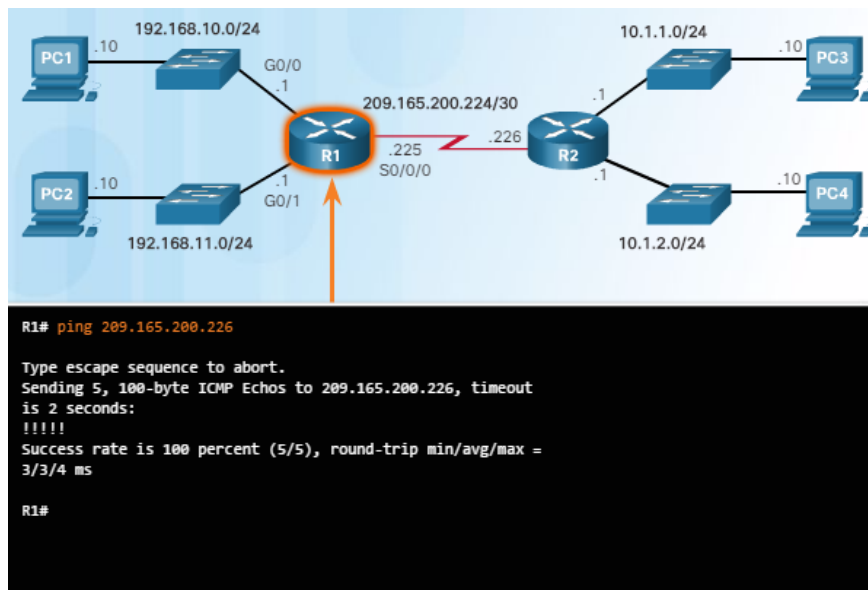 192.168.10.0/24
10.1.1.0/24
PC1
.10
.10
PC3
G0/0
.1
209.165.200.224/30
.1
R1
.225
.226
R2
S0/0/0
PC2
.10
.1
G0/1
.1
.10
PC4
192.168.11.0/24
10.1.2.0/24
R1# ping 209.165.200.226
Type escape sequence to abort.
Sending 5, 100-byte ICMP Echos to 209.165.200.226, timeout
is 2 seconds:
!!!!!
Success rate is 100 percent (5/5), round-trip min/avg/max =
3/3/4 ms
R1#